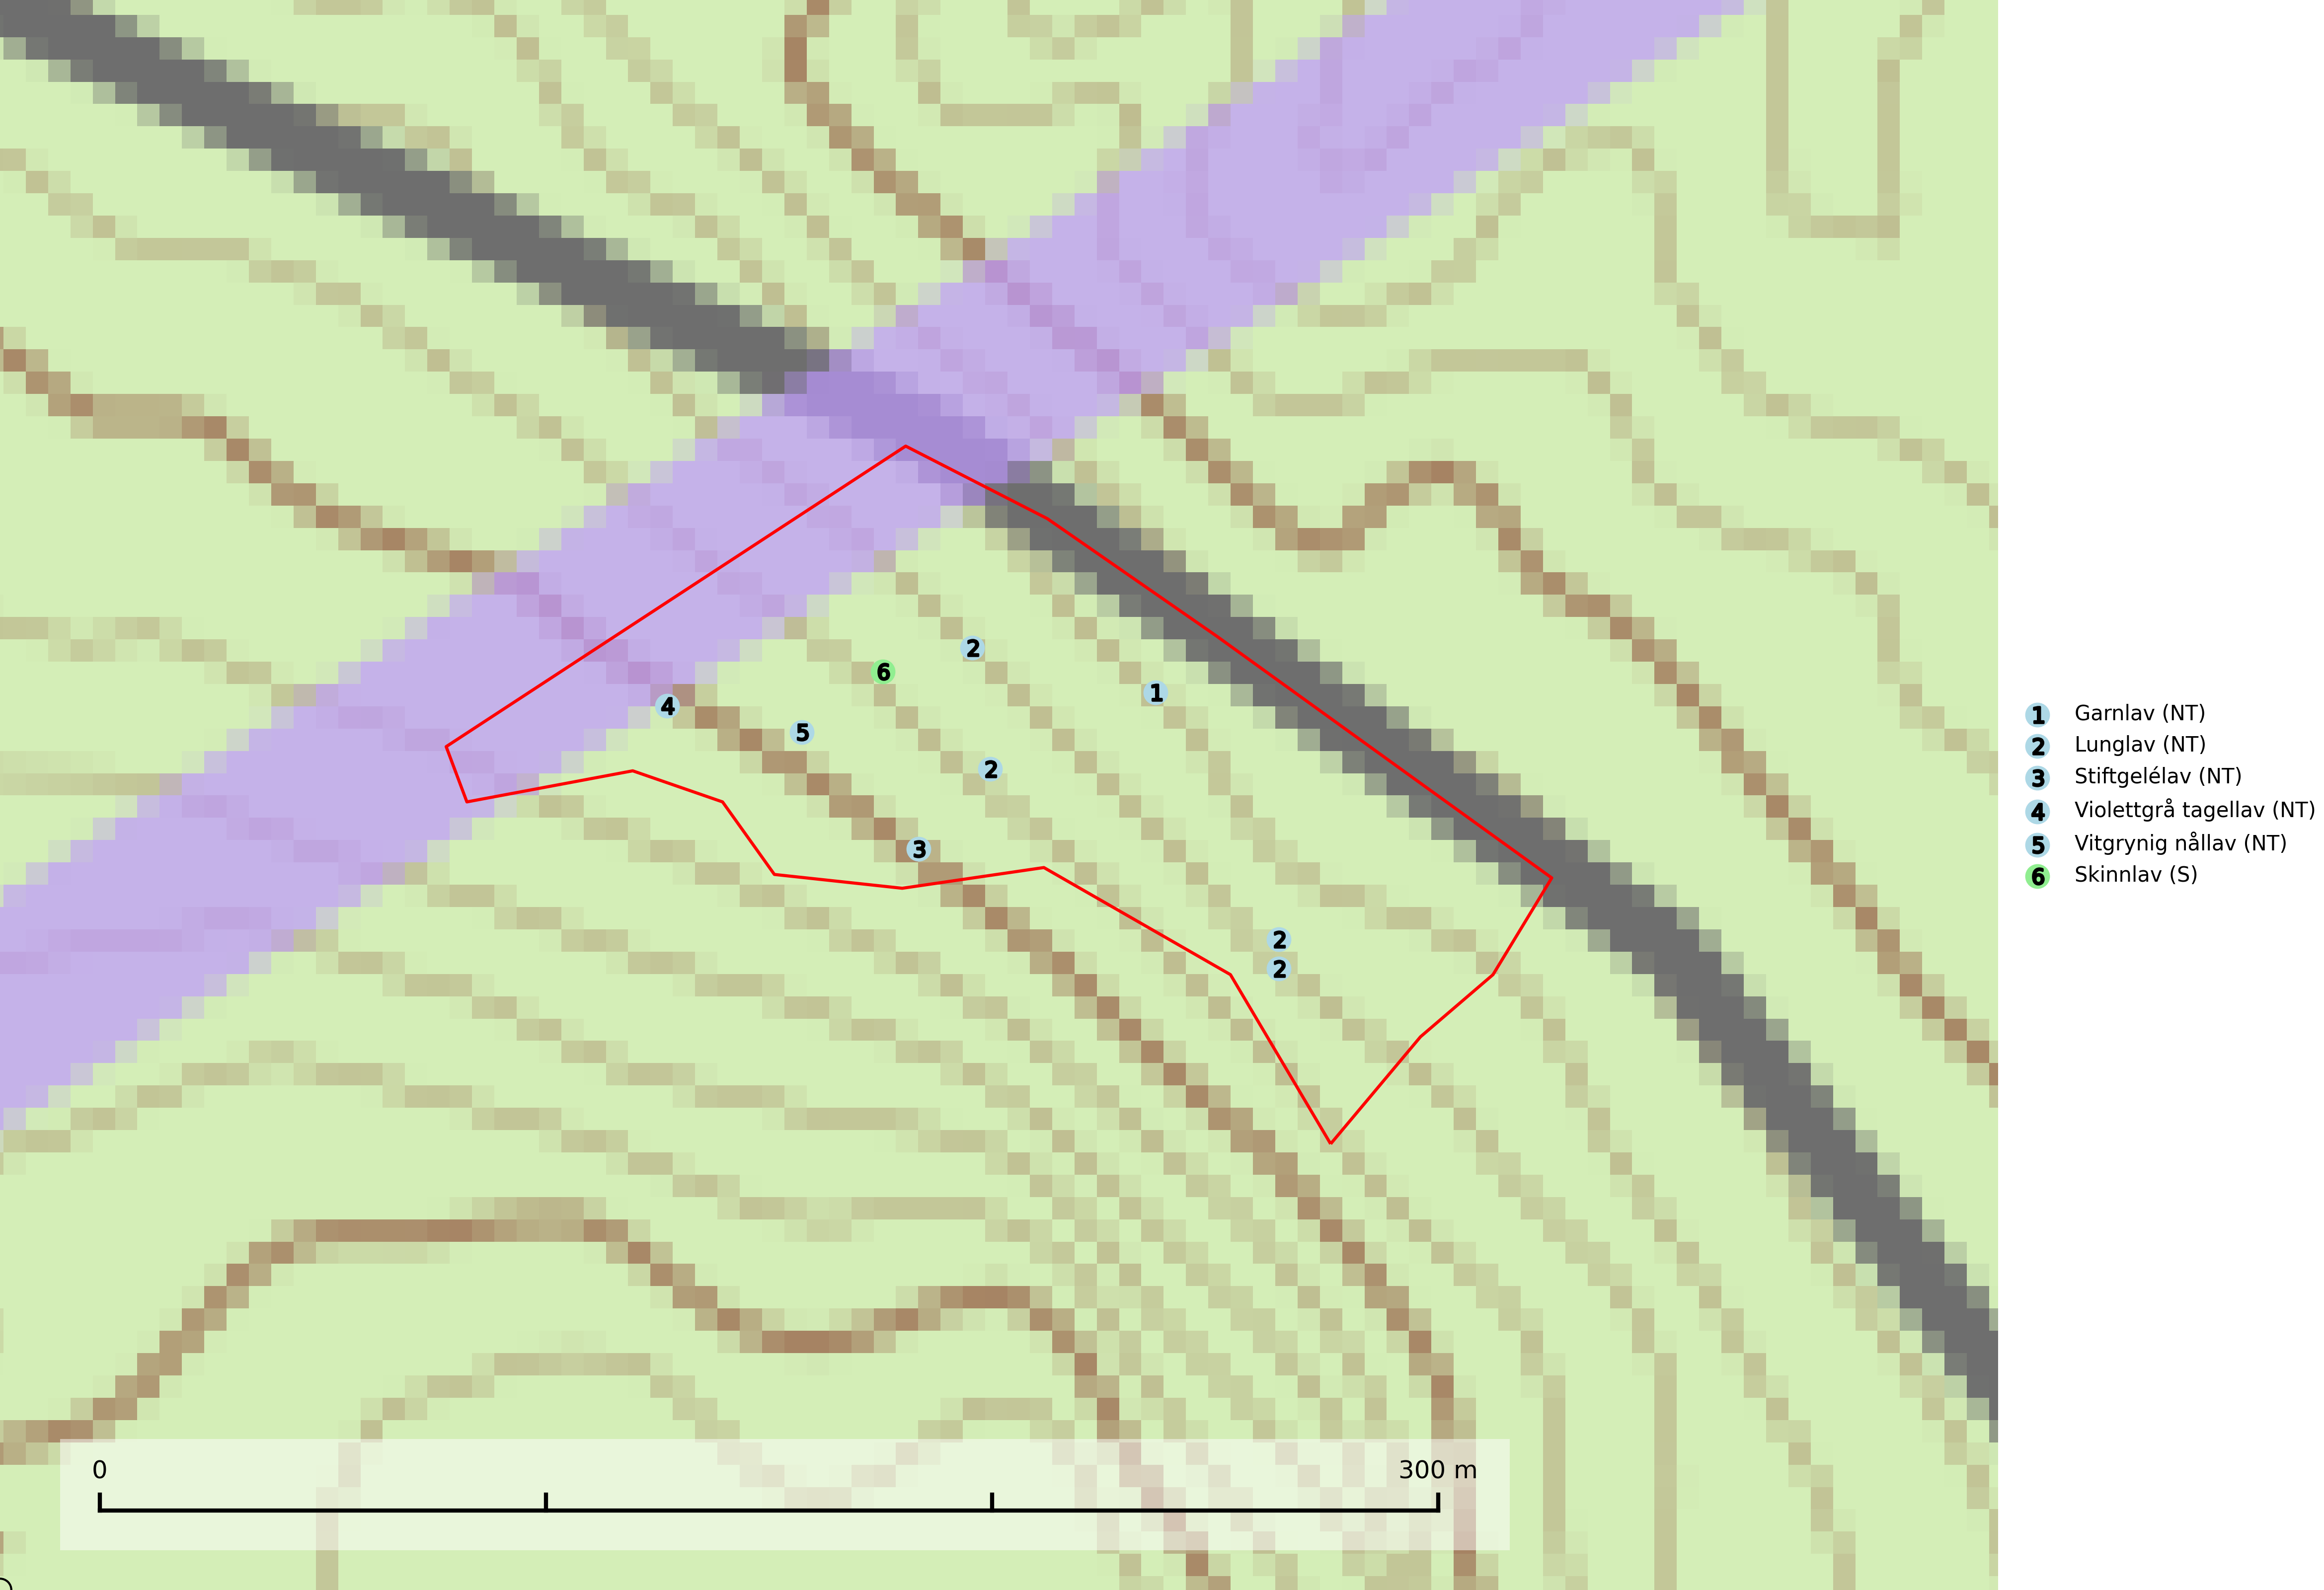 2
6
1
4
5
2
3
2
2
1 Garnlav (NT)
2 Lunglav (NT)
3 Stiftgelélav (NT)
4 Violettgrå tagellav (NT)
5 Vitgrynig nållav (NT)
6 Skinnlav (S)
0 300 m